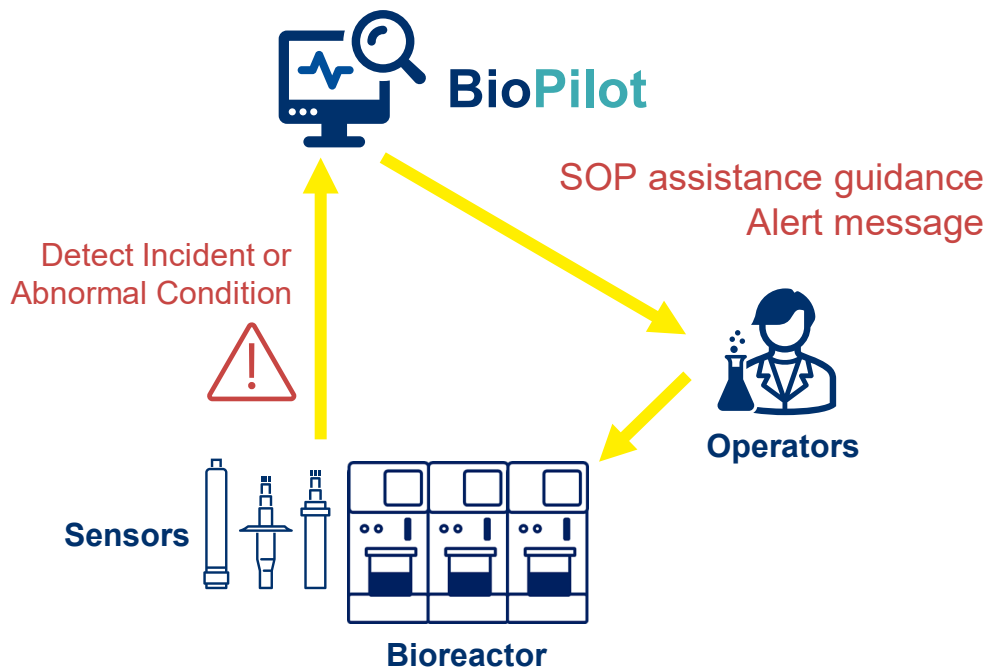 BioPilot
SOP assistance guidance
Alert message
Detect Incident or
Abnormal Condition
Operators
Sensors
Bioreactor